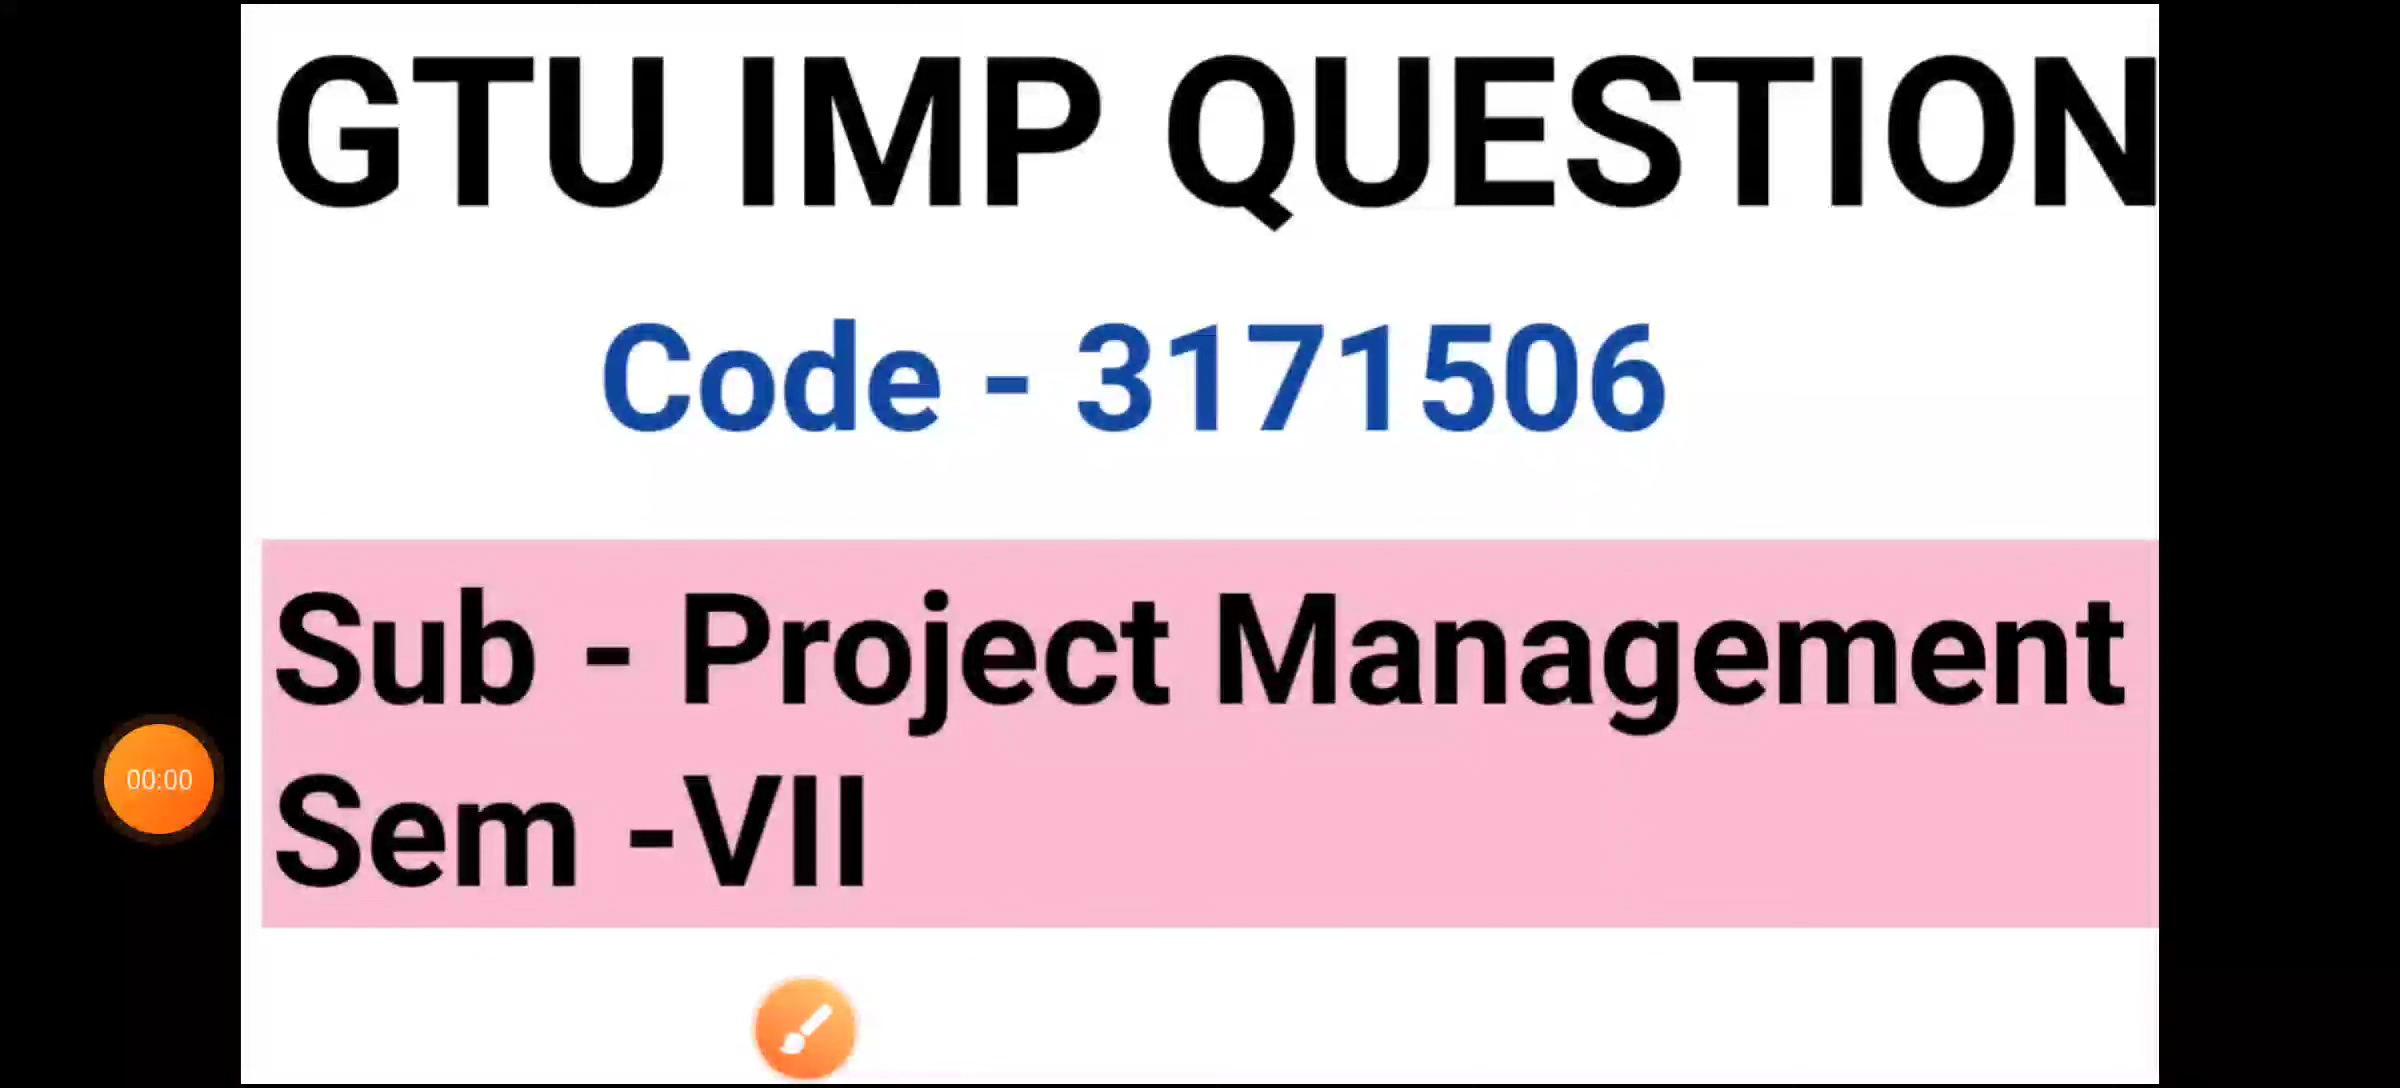 GTU IMP QUESTION
Code - 3171506
Sub - Project Management
Sem -VII
00:00